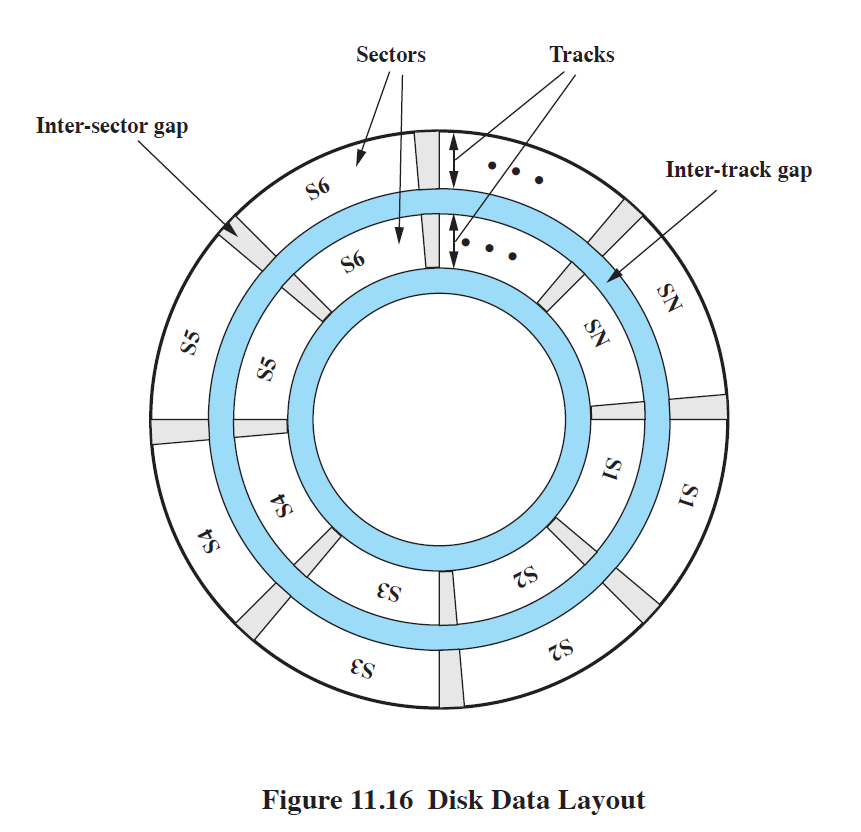 Sectors
Tracks
Inter-sector gap
Inter-track gap
S6
• • •
SN
S6
• • •
SN
S5
S5
S1
S1
S4
S4
S3
S2
S3
S2
Figure 11.16 Disk Data Layout